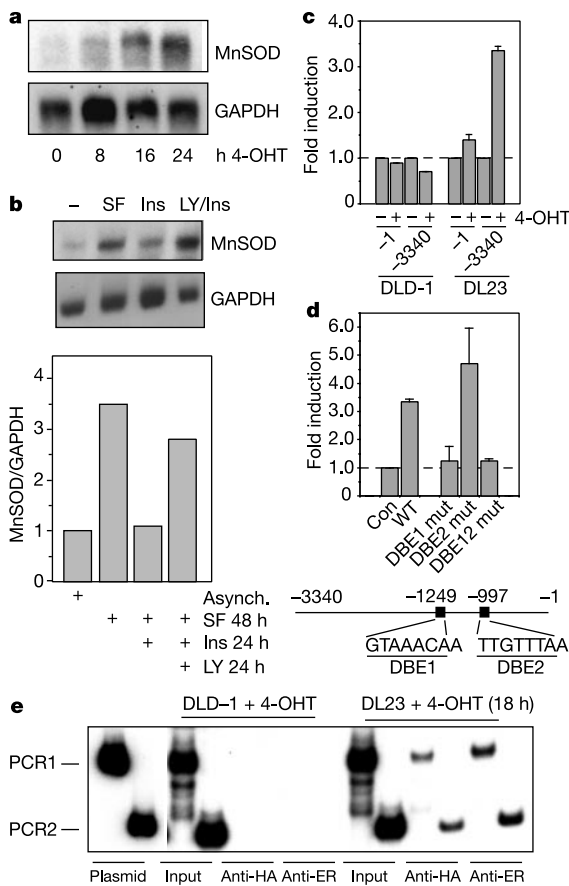 a
MnSOD
GAPDH
0 8 16 24 h 4-OHT
b
– SF Ins LY/Ins
MnSOD
GAPDH
MnSOD/GAPDH
4
3
2
1
0
+ Asynch.
+ + + SF 48 h
+ + Ins 24 h
+ LY 24 h
c
Fold induction
4.0
3.0
2.0
1.0
0
– + – + – + – + 4-OHT
–1 –3340 –1 –3340
DLD-1 DL23
d
Fold induction
6.0
5.0
4.0
3.0
2.0
1.0
0
Con WT DBE1 mut DBE2 mut DBE12 mut
–3340 –1249 –997 –1
GTAAACAA TTGTTTAA
DBE1 DBE2
e
DLD–1 + 4-OHT DL23 + 4-OHT (18 h)
PCR1
PCR2
Plasmid Input Anti-HA Anti-ER Input Anti-HA Anti-ER